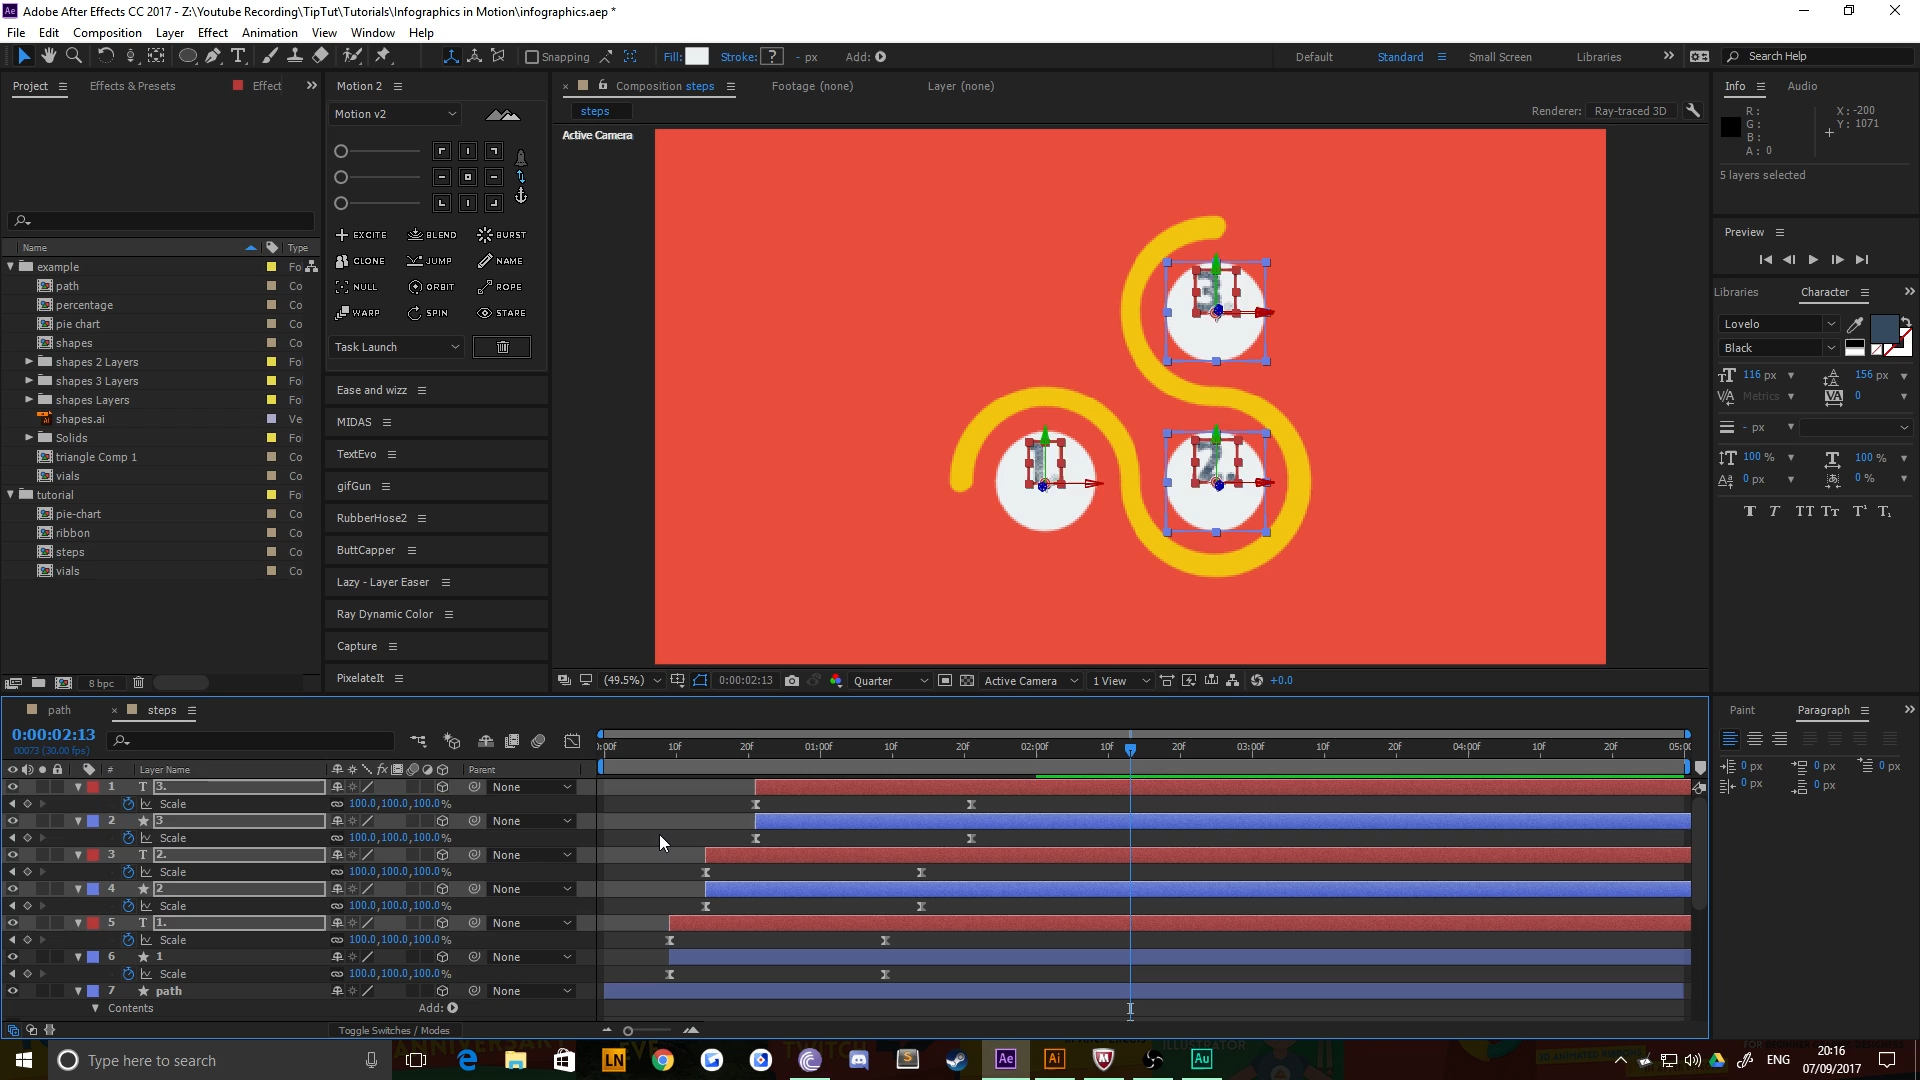 Ae Adobe After Effects CC 2017 - Z:\Youtube Recording\TipTut\Tutorials\Infographics in Motion\infographics.aep *
File Edit Composition Layer Effect Animation View Window Help
Snapping Fill: Stroke: ? - px Add: Default Standard Small Screen Libraries Search Help
Project Effects & Presets Effect
Motion 2
Composition steps Footage (none) Layer (none)
Info Audio
Motion v2
steps
Renderer: Ray-traced 3D
R: X: -200
G: Y: 1071
B:
A: 0
Active Camera
5 layers selected
EXCITE BLEND BURST
CLONE JUMP NAME
NULL ORBIT ROPE
WARP SPIN STARE
Task Launch
Ease and wizz
MIDAS
TextEvo
gifGun
RubberHose2
ButtCapper
Lazy - Layer Easer
Ray Dynamic Color
Capture
PixelateIt
Name Type
example Fo
path Co
percentage Co
pie chart Co
shapes Co
shapes 2 Layers Fo
shapes 3 Layers Fo
shapes Layers Fo
shapes.ai Ve
Solids Fo
triangle Comp 1 Co
vials Co
tutorial Fo
pie-chart Co
ribbon Co
steps Co
vials Co
8 bpc
3.
1.
2.
Preview
Libraries Character
Lovelo
Black
116 px 156 px
Metrics 0
- px
100 % 100 %
0 px 0 %
(49.5%) 0:00:02:13 Quarter Active Camera 1 View +0.0
path steps
0:00:02:13
00073 (30.00 fps)
:00f 10f 20f 01:00f 10f 20f 02:00f 10f 20f 03:00f 10f 20f 04:00f 10f 20f 05:00
# Layer Name Parent
1 T 3. None
Scale 100.0,100.0,100.0%
2 3 None
Scale 100.0,100.0,100.0%
3 T 2. None
Scale 100.0,100.0,100.0%
4 2 None
Scale 100.0,100.0,100.0%
5 T 1. None
Scale 100.0,100.0,100.0%
6 1 None
Scale 100.0,100.0,100.0%
7 path None
Contents Add:
Toggle Switches / Modes
Paint Paragraph
0 px 0 px 0 px
0 px 0 px
Type here to search
LN
S
Ae
Ai
Au
ENG
20:16
07/09/2017